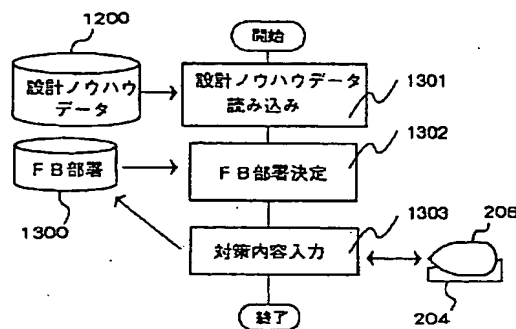 1200
開始
設計ノウハウ
データ
設計ノウハウデータ
読み込み
1301
1302
FB部署
FB部署決定
1300
1303
対策内容入力
206
204
終了